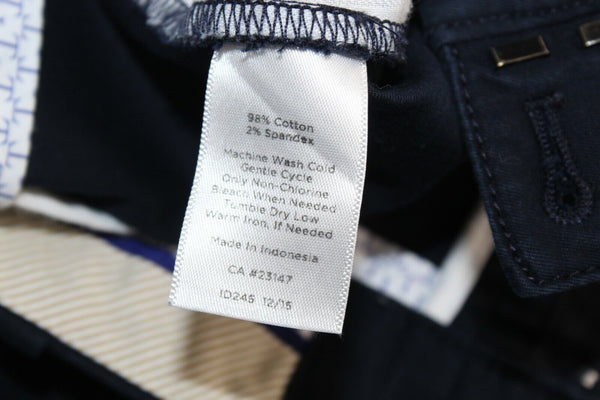 98% Cotton
2% Spandex
Machine Wash Cold
Gentle Cycle
Only Non-Chlorine
Bleach When Needed
Tumble Dry Low
Warm Iron, If Needed
Made in Indonesia
CA #23147
ID245 12/15